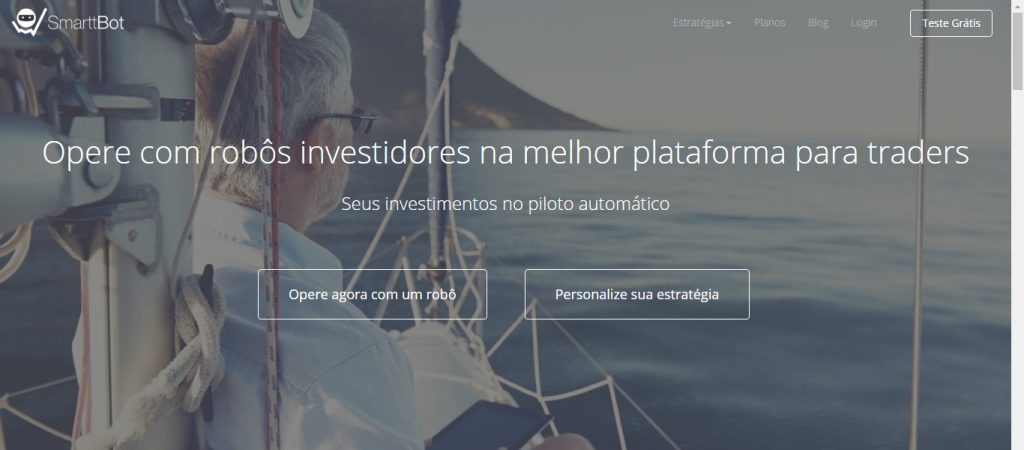 SmarttBot
Estratégias Planos Blog Login Teste Grátis
Opere com robôs investidores na melhor plataforma para traders
Seus investimentos no piloto automático
Opere agora com um robô Personalize sua estratégia